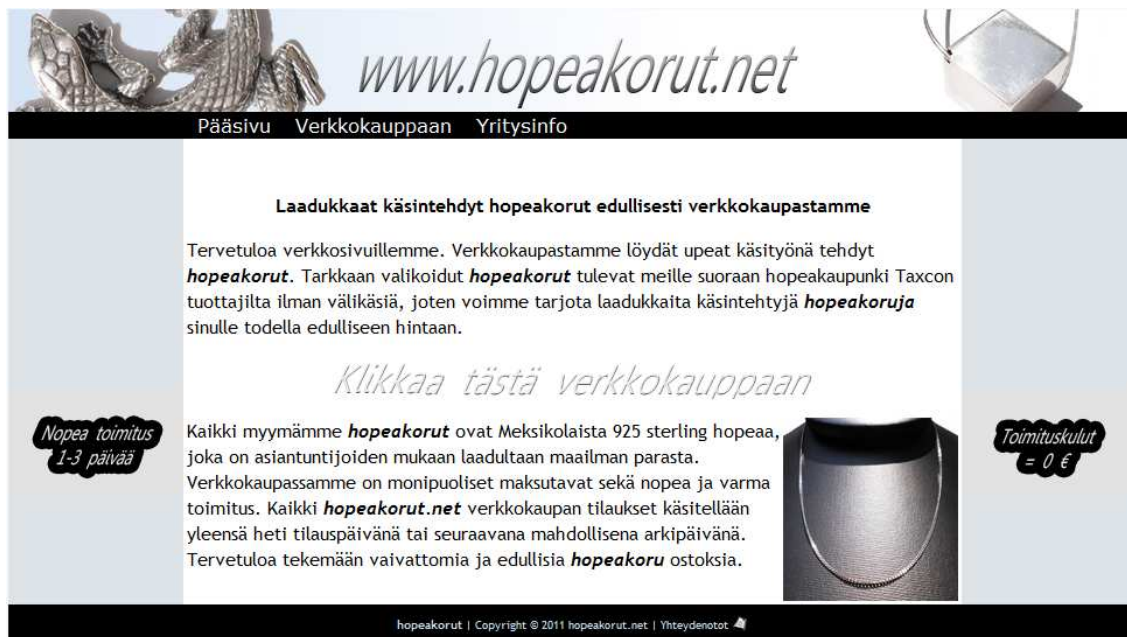 www.hopeakorut.net
Pääsivu Verkkokauppaan Yritysinfo
Laadukkaat käsintehdyt hopeakorut edullisesti verkkokaupastamme
Tervetuloa verkkosivuillemme. Verkkokaupastamme löydät upeat käsityönä tehdyt
hopeakorut. Tarkkaan valikoidut hopeakorut tulevat meille suoraan hopeakaupunki Taxcon
tuottajilta ilman välikäsiä, joten voimme tarjota laadukkaita käsintehtyjä hopeakoruja
sinulle todella edulliseen hintaan.
Klikkaa tästä verkkokauppaan
Nopea toimitus
1-3 päivää
Kaikki myymämme hopeakorut ovat Meksikolaista 925 sterling hopeaa,
joka on asiantuntijoiden mukaan laadultaan maailman parasta.
Verkkokaupassamme on monipuoliset maksutavat sekä nopea ja varma
toimitus. Kaikki hopeakorut.net verkkokaupan tilaukset käsitellään
yleensä heti tilauspäivänä tai seuraavana mahdollisena arkipäivänä.
Tervetuloa tekemään vaivattomia ja edullisia hopeakoru ostoksia.
Toimituskulut
= 0 €
hopeakorut | Copyright © 2011 hopeakorut.net | Yhteydenotot